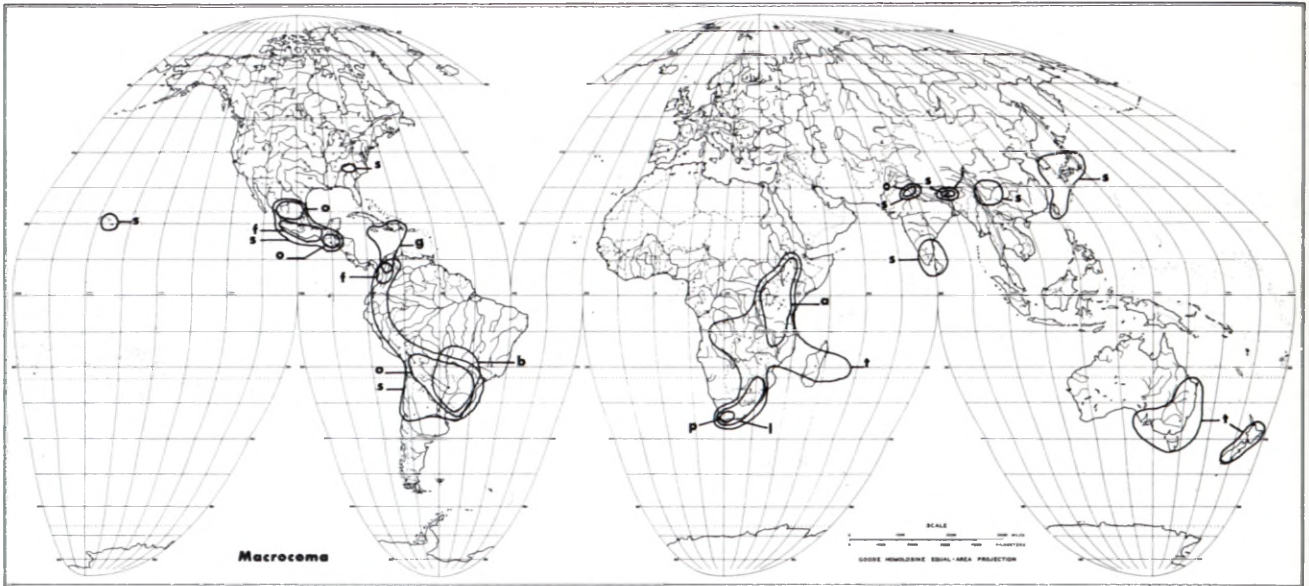 s
s
o
f
s
o
g
f
b
o
s
o
s
s
s
s
s
a
t
p
l
t
Macrocoma
SCALE
GOODE HOMOLOSINE EQUAL-AREA PROJECTION